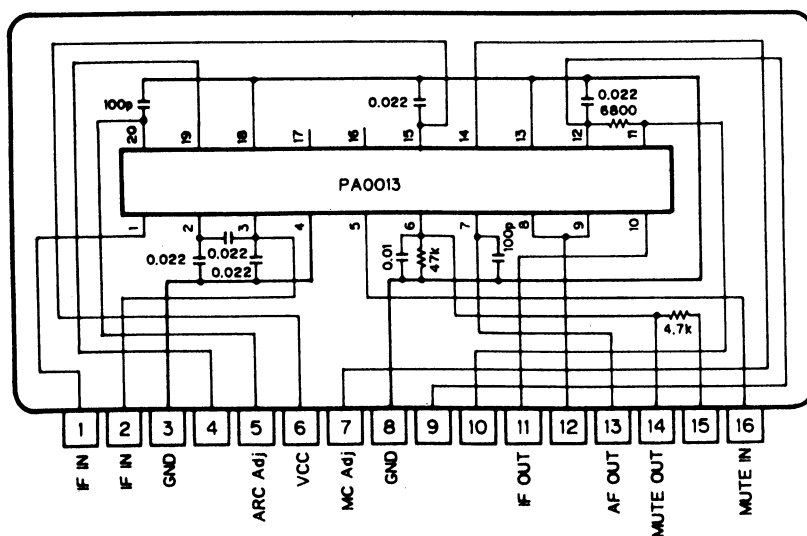 100p
0.022
0.022
6800
20 19 18 17 16 15 14 13 12 11
PA0013
1 2 3 4 5 6 7 8 9 10
0.022
0.022
0.022
0.01
47k
100p
4.7k
1 2 3 4 5 6 7 8 9 10 11 12 13 14 15 16
IF IN
IF IN
GND
ARC Adj
VCC
MC Adj
GND
IF OUT
AF OUT
MUTE OUT
MUTE IN